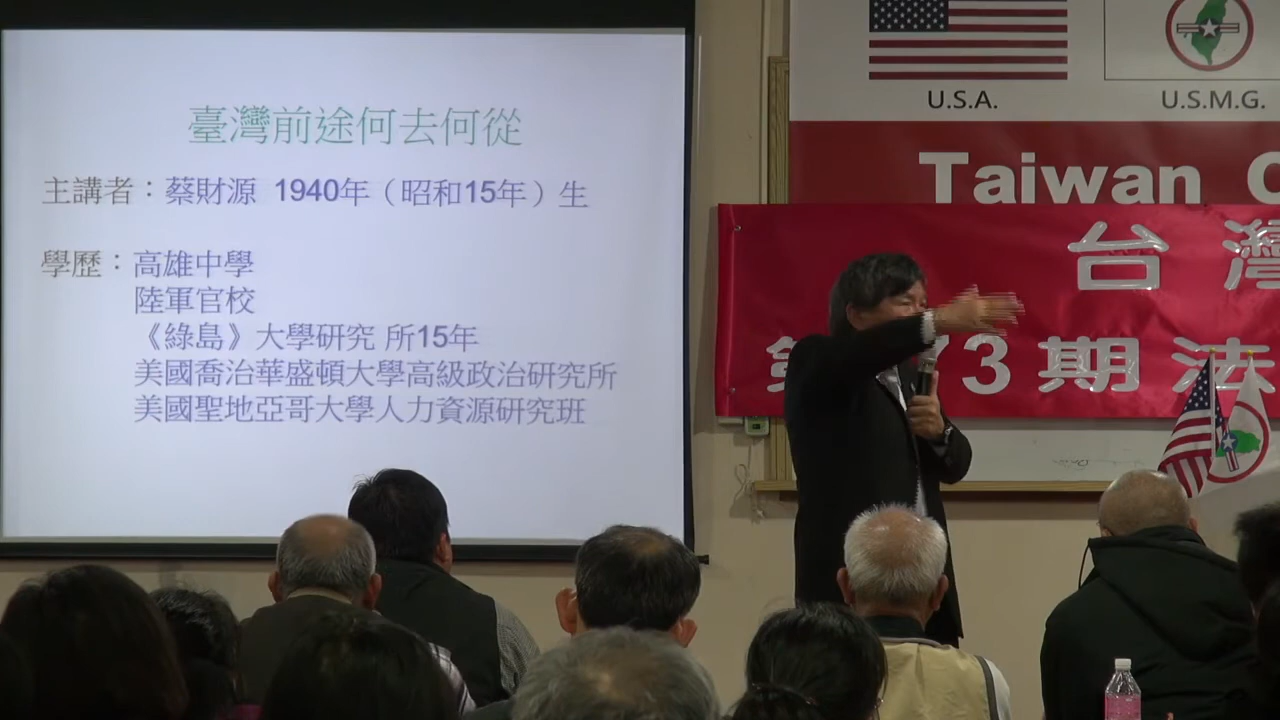 臺灣前途何去何從
主講者：蔡財源 1940年（昭和15年）生
學歷：高雄中學
陸軍官校
《綠島》大學研究 所15年
美國喬治華盛頓大學高級政治研究所
美國聖地亞哥大學人力資源研究班
U.S.A.
U.S.M.G.
Taiwan C
台灣
第 73期法